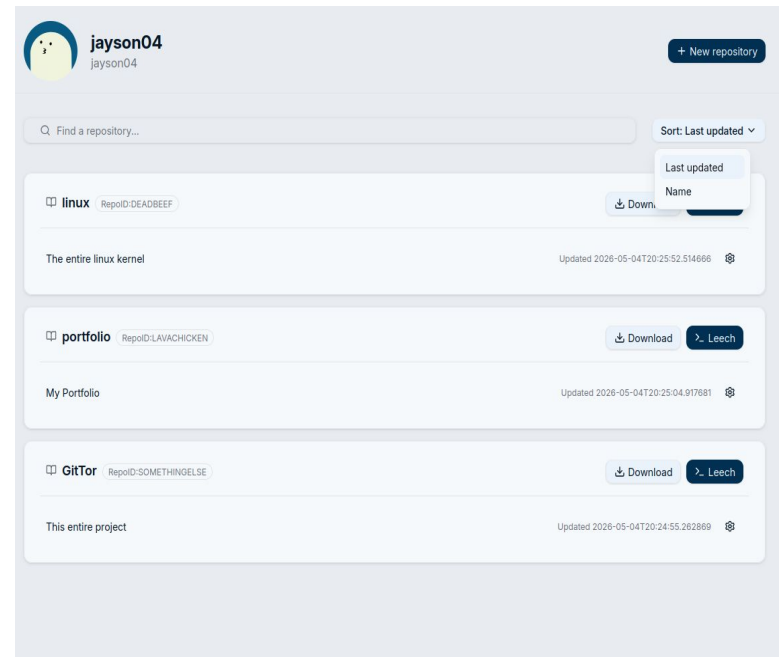 jayson04
jayson04
+ New repository
Find a repository...
Sort: Last updated
Last updated
Name
linux RepoID:DEADBEEF
The entire linux kernel Updated 2026-05-04T20:25:52.514666
portfolio RepoID:LAVACHICKEN Download >_ Leech
My Portfolio Updated 2026-05-04T20:25:04.917681
GitTor RepoID:SOMETHINGELSE Download >_ Leech
This entire project Updated 2026-05-04T20:24:55.262869